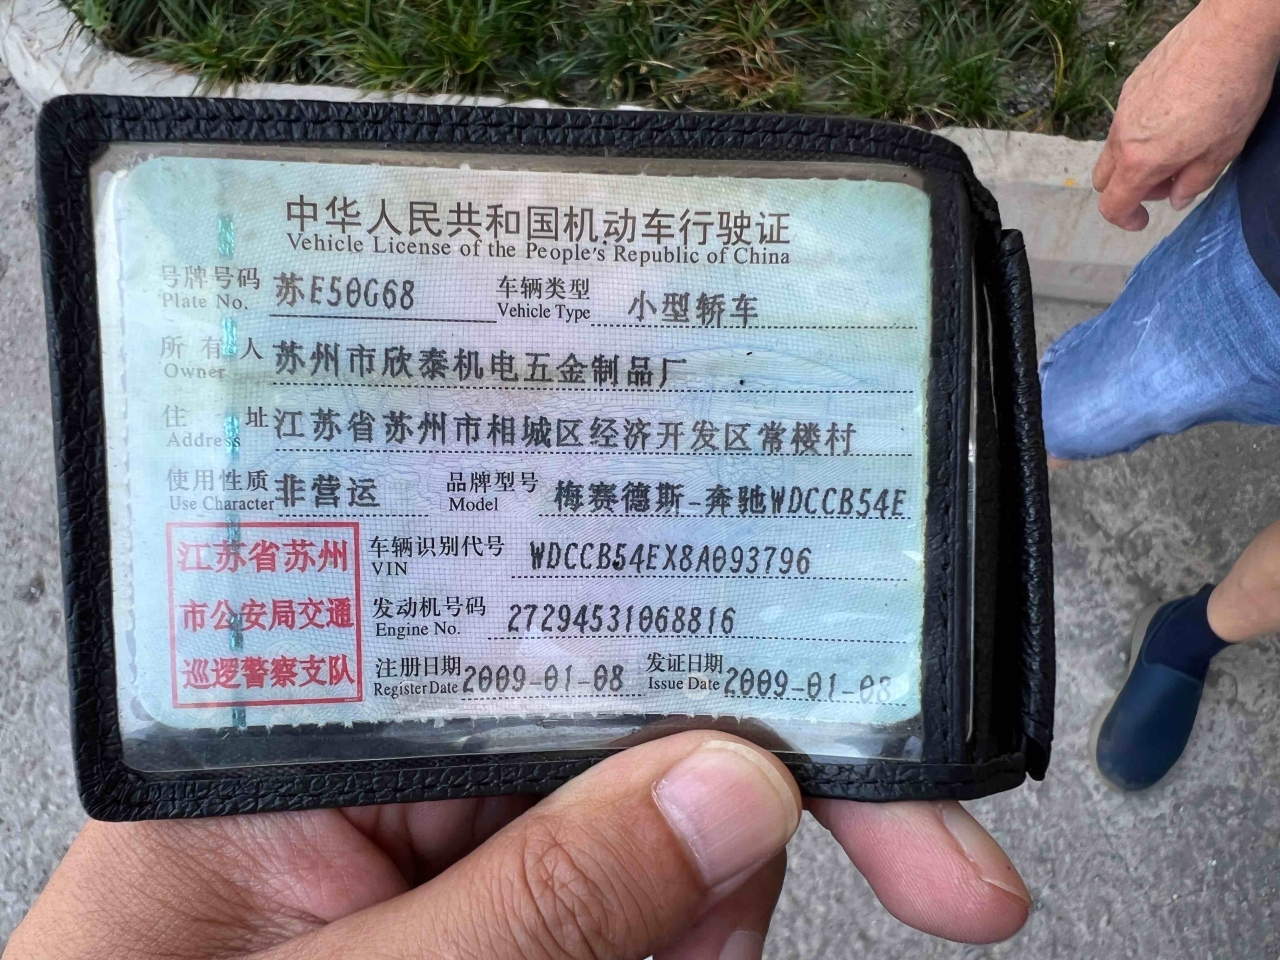 中华人民共和国机动车行驶证
Vehicle License of the People's Republic of China
号牌号码 苏E50G68 车辆类型 小型轿车
Plate No. Vehicle Type
所有人 苏州市欣泰机电五金制品厂
Owner
住址 江苏省苏州市相城区经济开发区常楼村
Address
使用性质 非营运 品牌型号 梅赛德斯-奔驰WDCCB54E
Use Character Model
江苏省苏州
市公安局交通
巡逻警察支队
车辆识别代号 WDCCB54EX8A093796
VIN
发动机号码 27294531068816
Engine No.
注册日期 2009-01-08 发证日期 2009-01-08
Register Date Issue Date